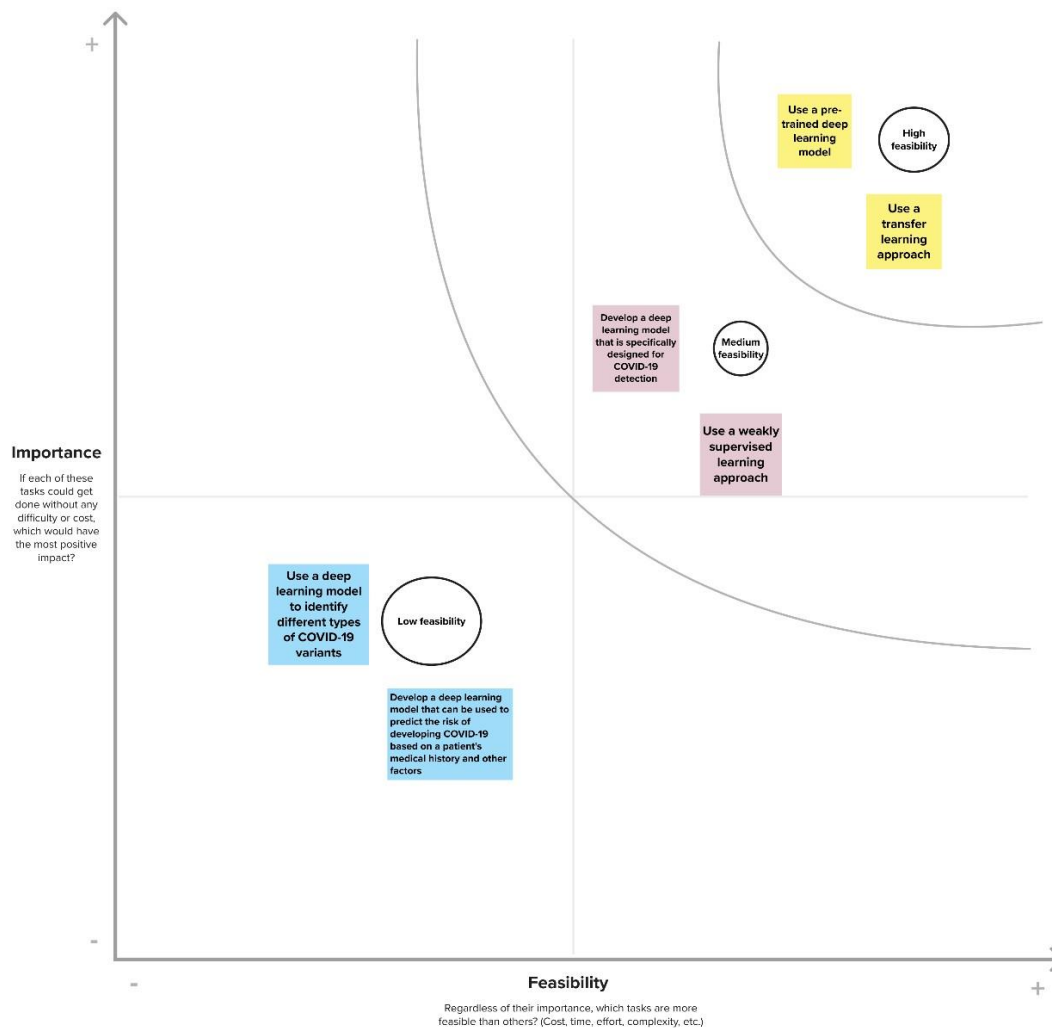 +
Use a pre-
trained deep
learning
model
High
feasibility
Use a
transfer
learning
approach
Develop a deep
learning model
that is specifically
designed for
COVID-19
detection
Medium
feasibility
Use a weakly
supervised
learning
approach
Importance
If each of these
tasks could get
done without any
difficulty or cost,
which would have
the most positive
impact?
Use a deep
learning model
to identify
different types
of COVID-19
variants
Low feasibility
Develop a deep learning
model that can be used to
predict the risk of
developing COVID-19
based on a patient's
medical history and other
factors
-
-
Feasibility
+
Regardless of their importance, which tasks are more
feasible than others? (Cost, time, effort, complexity, etc.)